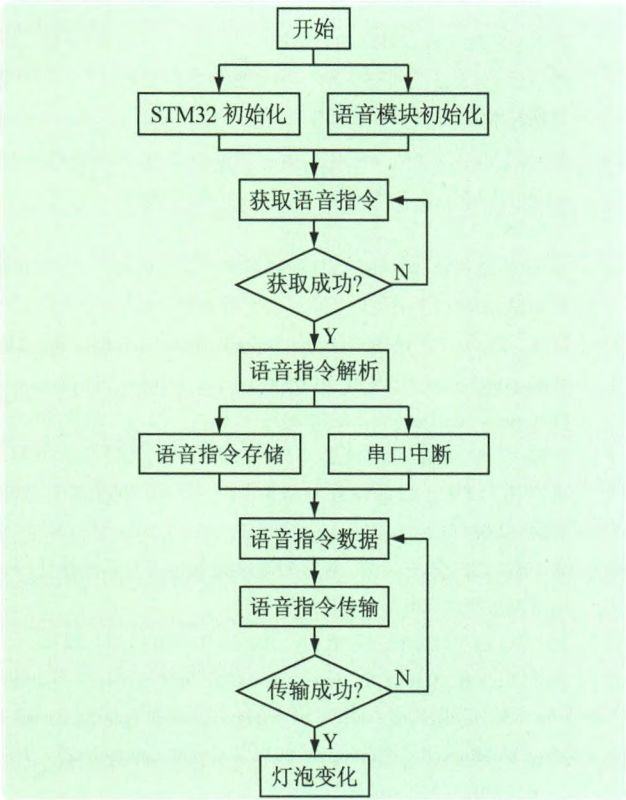 开始
STM32 初始化
语音模块初始化
获取语音指令
获取成功?
N
Y
语音指令解析
语音指令存储
串口中断
语音指令数据
语音指令传输
传输成功?
N
Y
灯泡变化